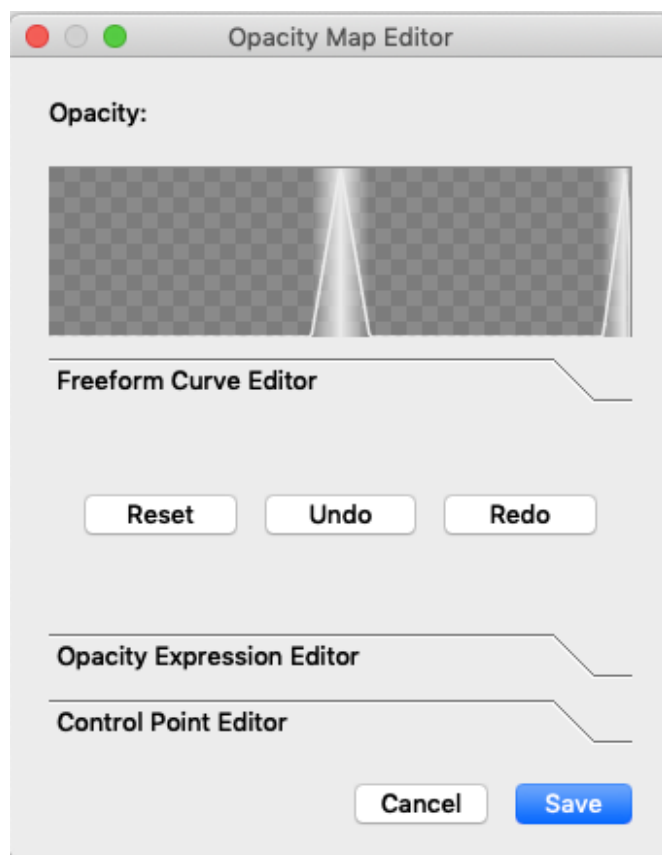 Opacity Map Editor
Opacity:
Freeform Curve Editor
Reset Undo Redo
Opacity Expression Editor
Control Point Editor
Cancel Save